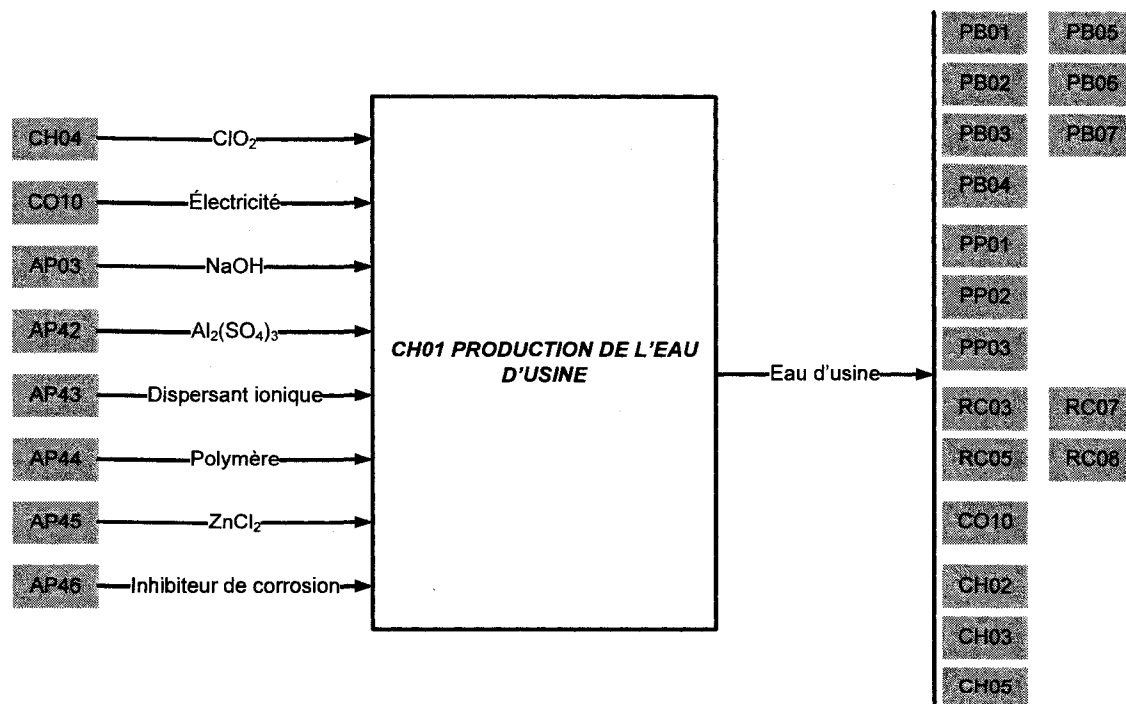 CH04 ClO₂
CO10 Électricité
AP03 NaOH
AP42 Al₂(SO₄)₃
AP43 Dispersant ionique
AP44 Polymère
AP45 ZnCl₂
AP46 Inhibiteur de corrosion
CH01 PRODUCTION DE L'EAU
D'USINE
Eau d'usine
PB01 PB05
PB02 PB06
PB03 PB07
PB04
PP01
PP02
PP03
RC03 RC07
RC05 RC08
CO10
CH02
CH03
CH05